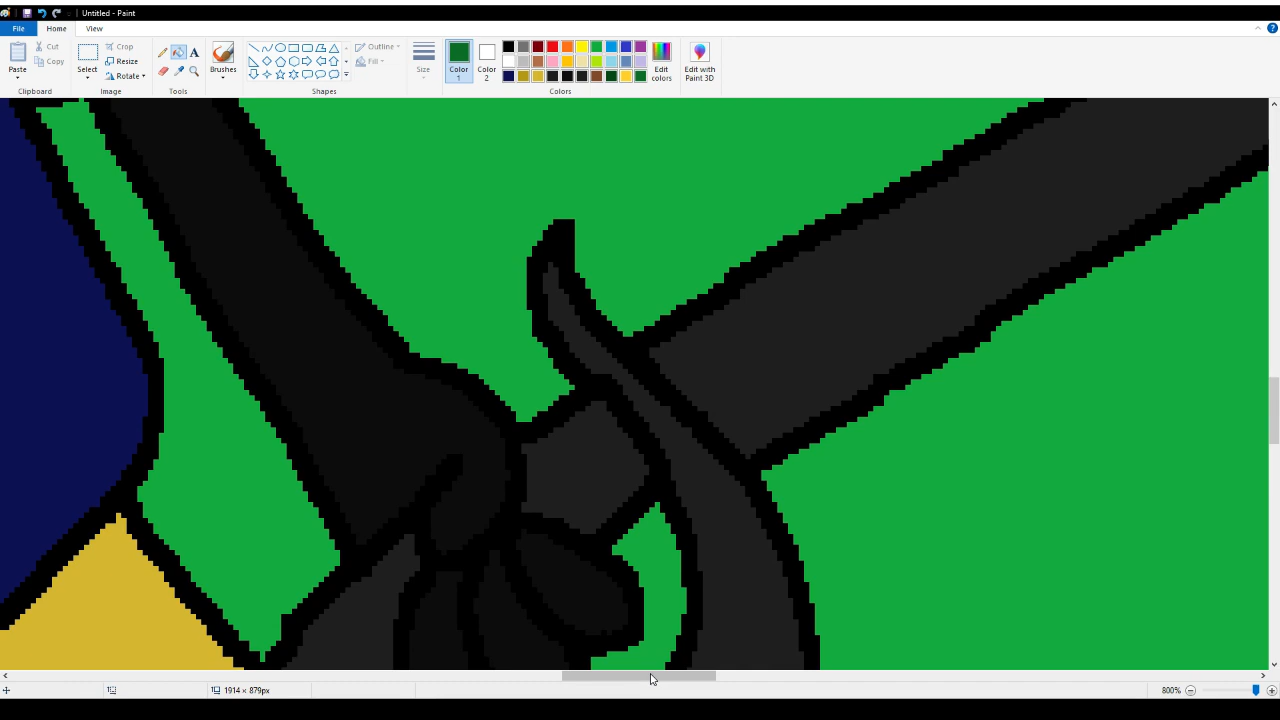 Untitled - Paint
File Home View
Paste
Cut
Copy
Clipboard
Select
Crop
Resize
Rotate
Image
A
Tools
Brushes
Outline
Fill
Shapes
Size
Color 1
Color 2
Edit colors
Colors
Edit with Paint 3D
1914 × 879px
800%